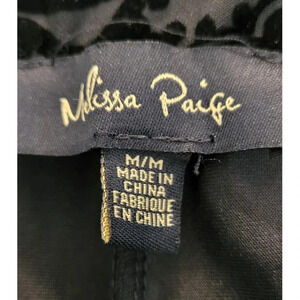 Melissa Paige
M/M
MADE IN
CHINA
FABRIQUE
EN CHINE